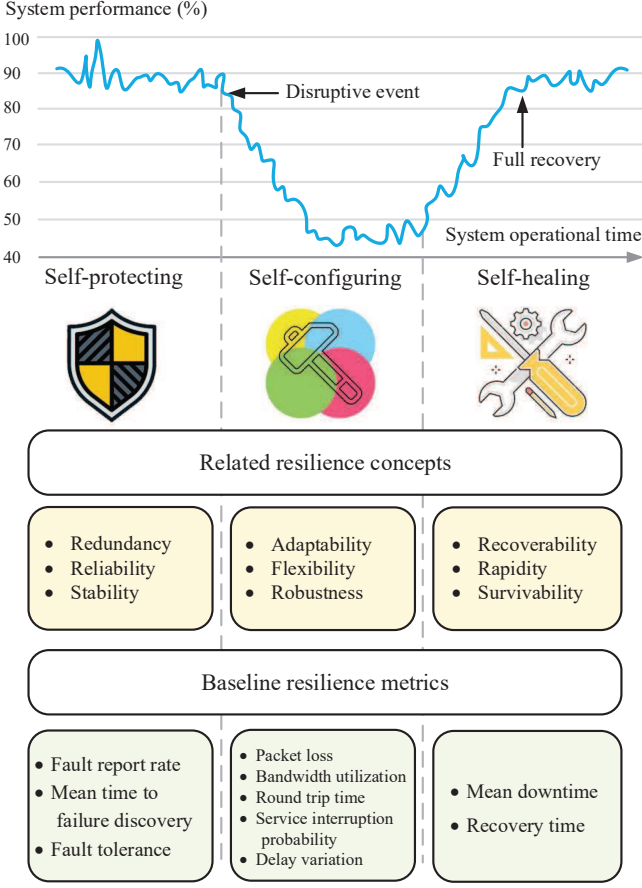 System performance (%)
100
90
80
70
60
50
40
Disruptive event
Full recovery
System operational time
Self-protecting
Self-configuring
Self-healing
Related resilience concepts
• Redundancy
• Reliability
• Stability
• Adaptability
• Flexibility
• Robustness
• Recoverability
• Rapidity
• Survivability
Baseline resilience metrics
• Fault report rate
• Mean time to
failure discovery
• Fault tolerance
• Packet loss
• Bandwidth utilization
• Round trip time
• Service interruption
probability
• Delay variation
• Mean downtime
• Recovery time